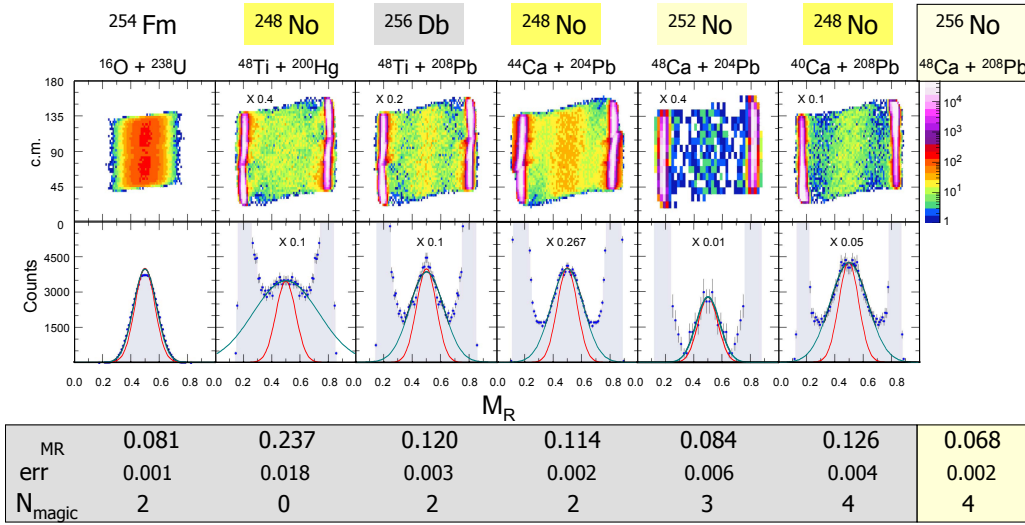 ²⁵⁴Fm ²⁴⁸No ²⁵⁶Db ²⁴⁸No ²⁵²No ²⁴⁸No ²⁵⁶No
¹⁶O + ²³⁸U ⁴⁸Ti + ²⁰⁰Hg ⁴⁸Ti + ²⁰⁸Pb ⁴⁴Ca + ²⁰⁴Pb ⁴⁸Ca + ²⁰⁴Pb ⁴⁰Ca + ²⁰⁸Pb ⁴⁸Ca + ²⁰⁸Pb
180
X 0.4 X 0.2 X 0.4 X 0.1
10⁴
135
10³
c.m.
90
10²
45
10¹
1
0
X 0.1 X 0.1 X 0.267 X 0.01 X 0.05
4500
Counts
3000
1500
0.0 0.2 0.4 0.6 0.8 0.0 0.2 0.4 0.6 0.8 0.0 0.2 0.4 0.6 0.8 0.0 0.2 0.4 0.6 0.8 0.0 0.2 0.4 0.6 0.8 0.0 0.2 0.4 0.6 0.8
M_R
MR 0.081 0.237 0.120 0.114 0.084 0.126 0.068
err 0.001 0.018 0.003 0.002 0.006 0.004 0.002
N_magic 2 0 2 2 3 4 4